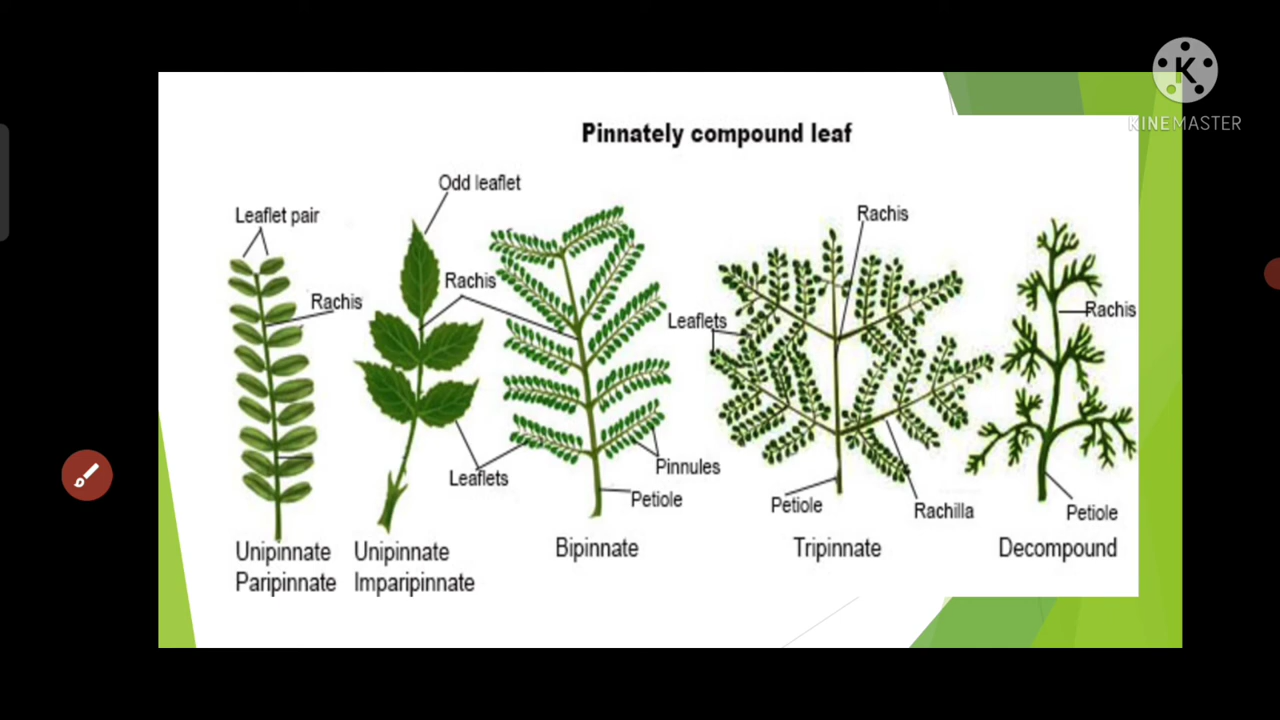 K
KINEMASTER
Pinnately compound leaf
Odd leaflet
Leaflet pair
Rachis
Rachis
Rachis
Leaflets
Rachis
Rachis
Leaflets
Pinnules
Petiole
Petiole
Rachilla
Petiole
Unipinnate
Paripinnate
Unipinnate
Imparipinnate
Bipinnate
Tripinnate
Decompound